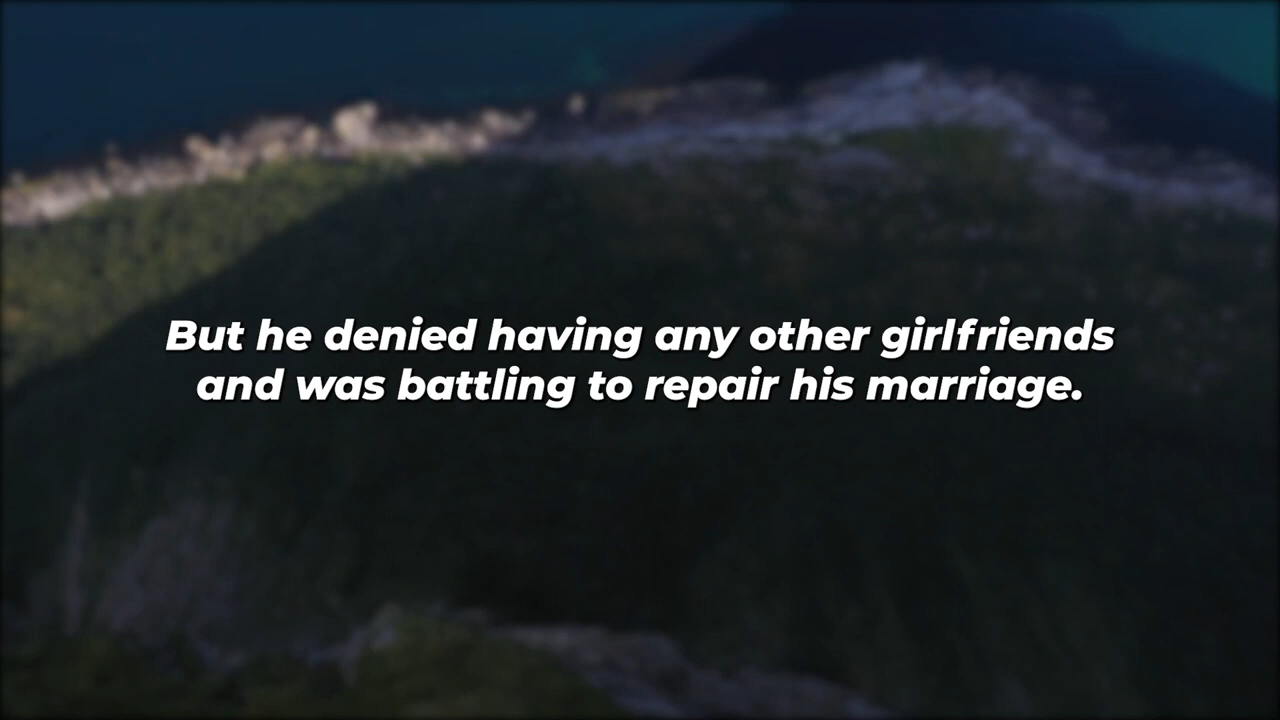 But he denied having any other girlfriends
and was battling to repair his marriage.